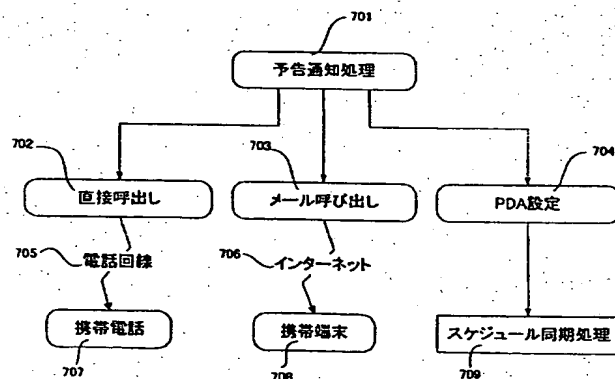 701
予告通知処理
702
703
704
直接呼出し
メール呼び出し
PDA設定
705
電話回線
706
インターネット
携帯電話
携帯端末
スケジュール同期処理
707
708
709